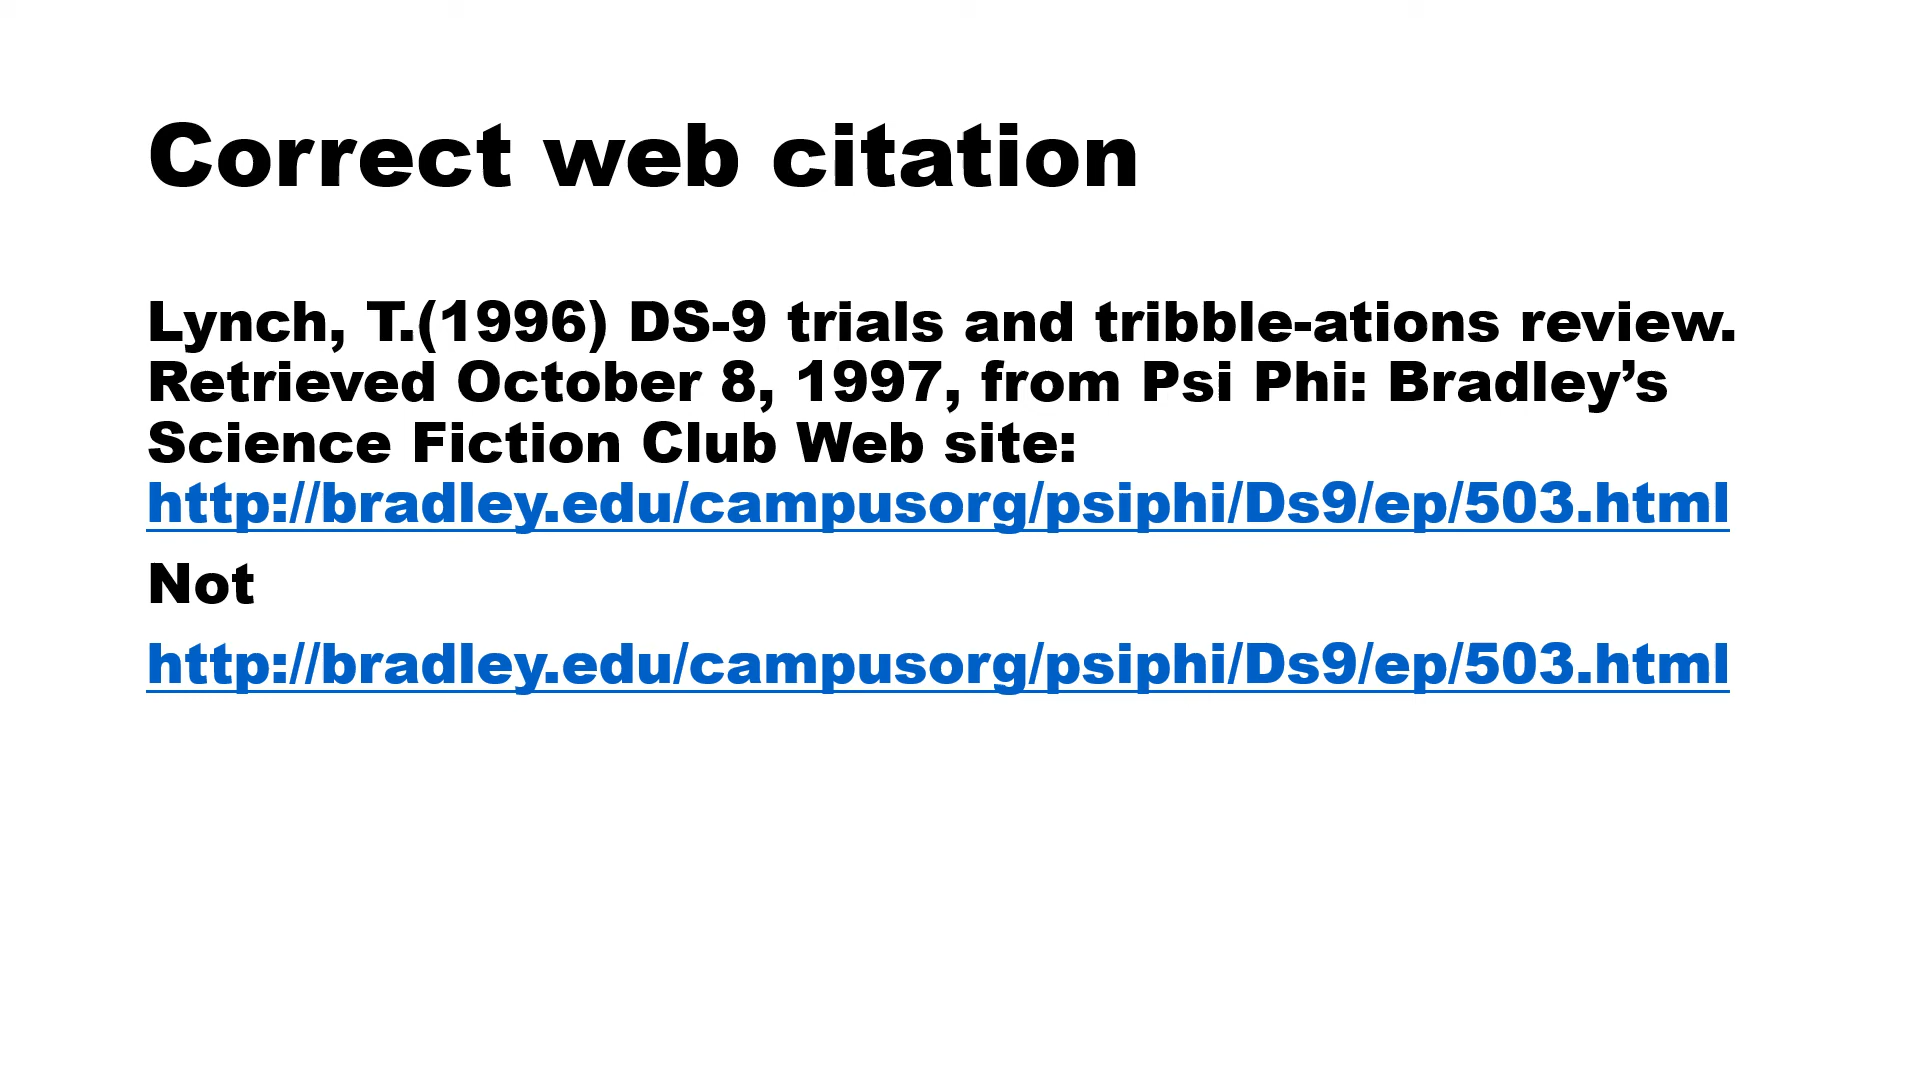 Correct web citation
Lynch, T.(1996) DS-9 trials and tribble-ations review.
Retrieved October 8, 1997, from Psi Phi: Bradley’s
Science Fiction Club Web site:
http://bradley.edu/campusorg/psiphi/Ds9/ep/503.html
Not
http://bradley.edu/campusorg/psiphi/Ds9/ep/503.html